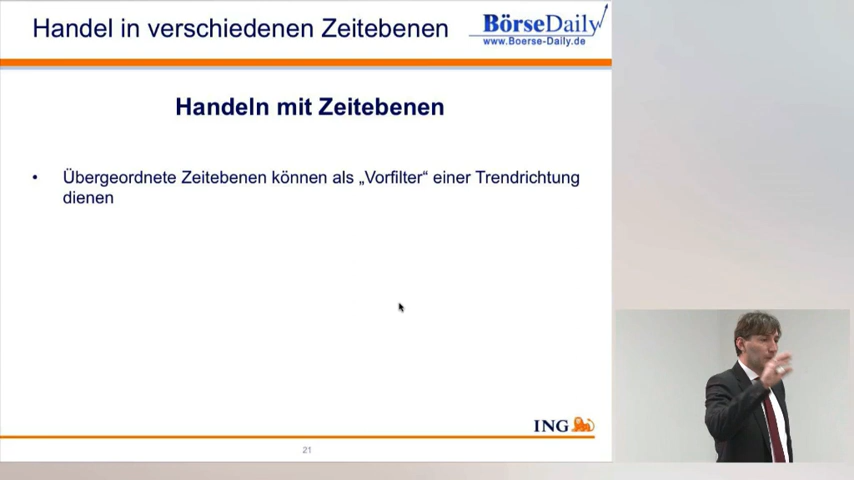 Handel in verschiedenen Zeitebenen
BörseDaily
www.Boerse-Daily.de
Handeln mit Zeitebenen
• Übergeordnete Zeitebenen können als „Vorfilter“ einer Trendrichtung
dienen
ING
21